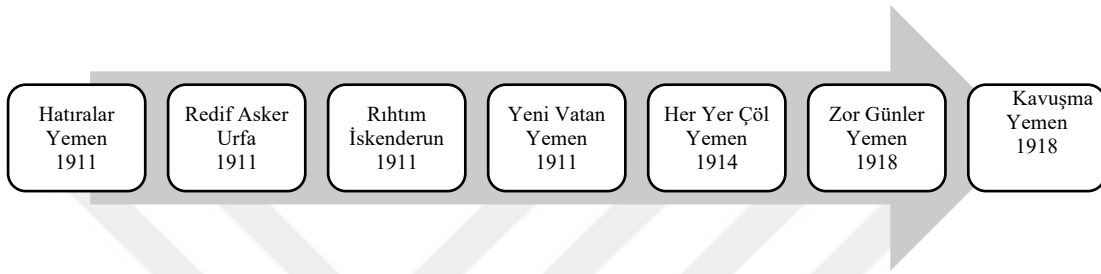 Hatıralar
Yemen
1911
Redif Asker
Urfa
1911
Rıhtım
İskenderun
1911
Yeni Vatan
Yemen
1911
Her Yer Çöl
Yemen
1914
Zor Günler
Yemen
1918
Kavuşma
Yemen
1918